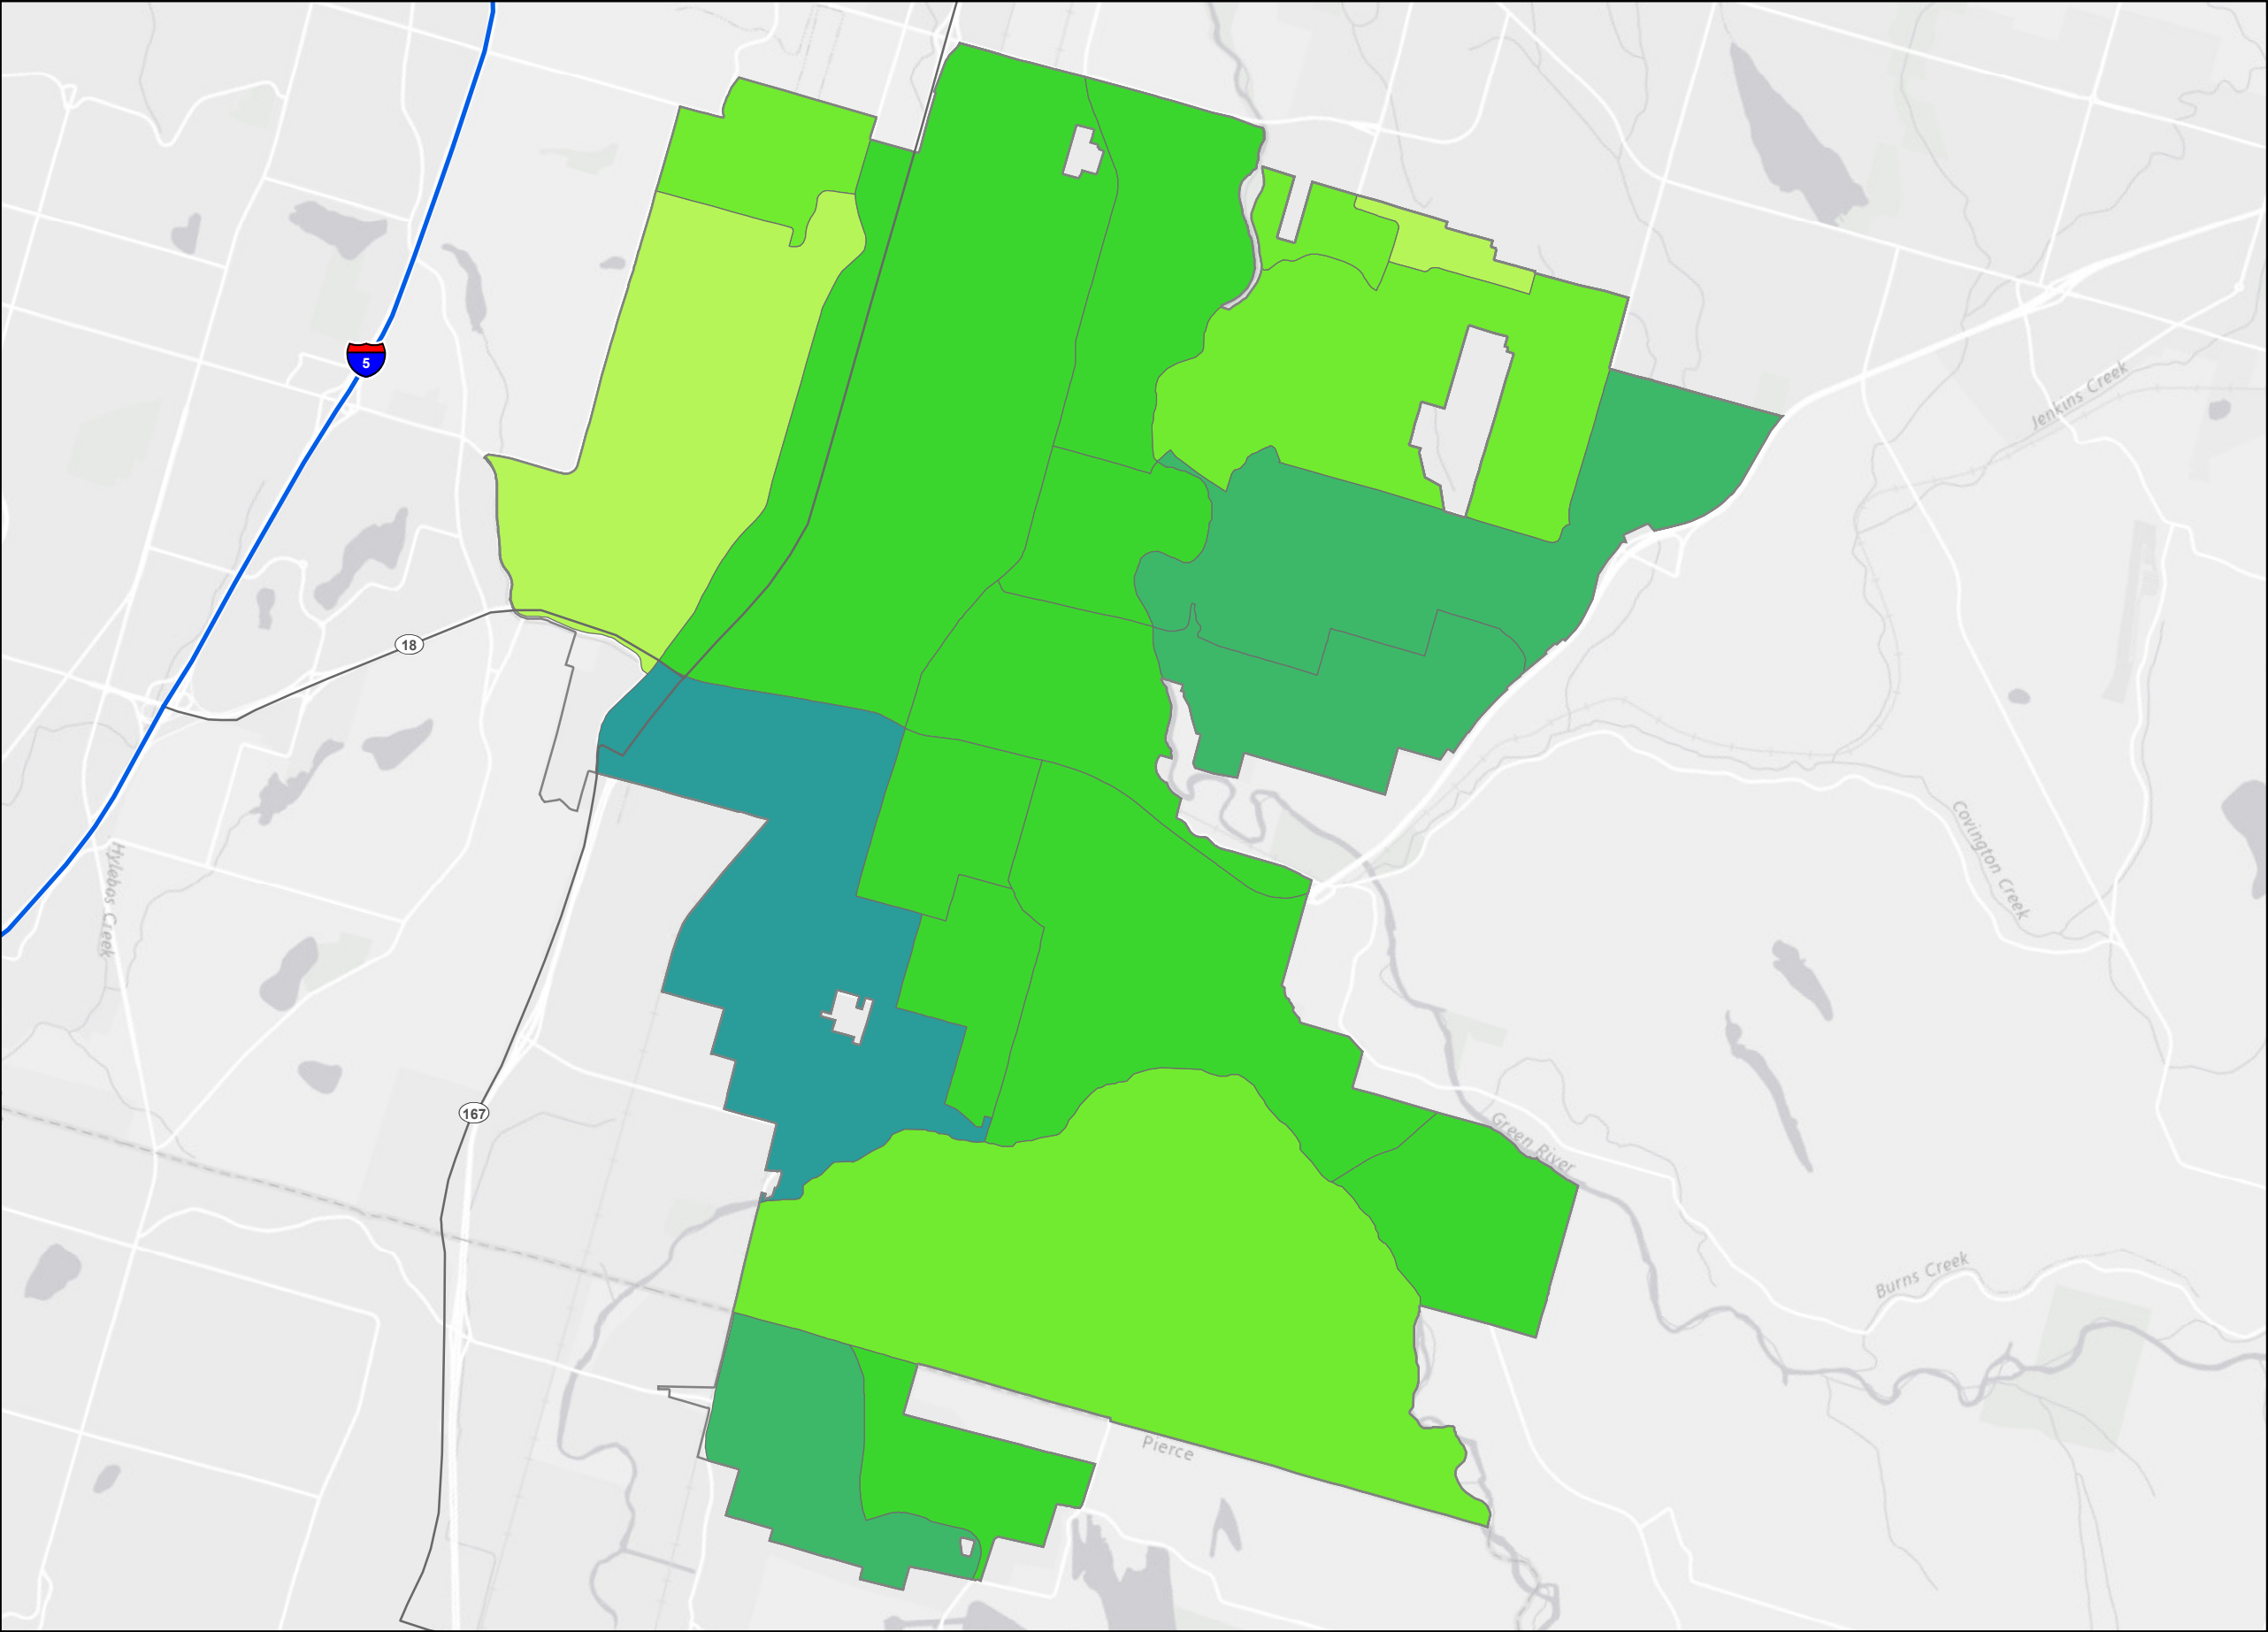 5
Jenkins Creek
18
Covington Creek
Hylebos Creek
167
Green River
Burns Creek
Pierce